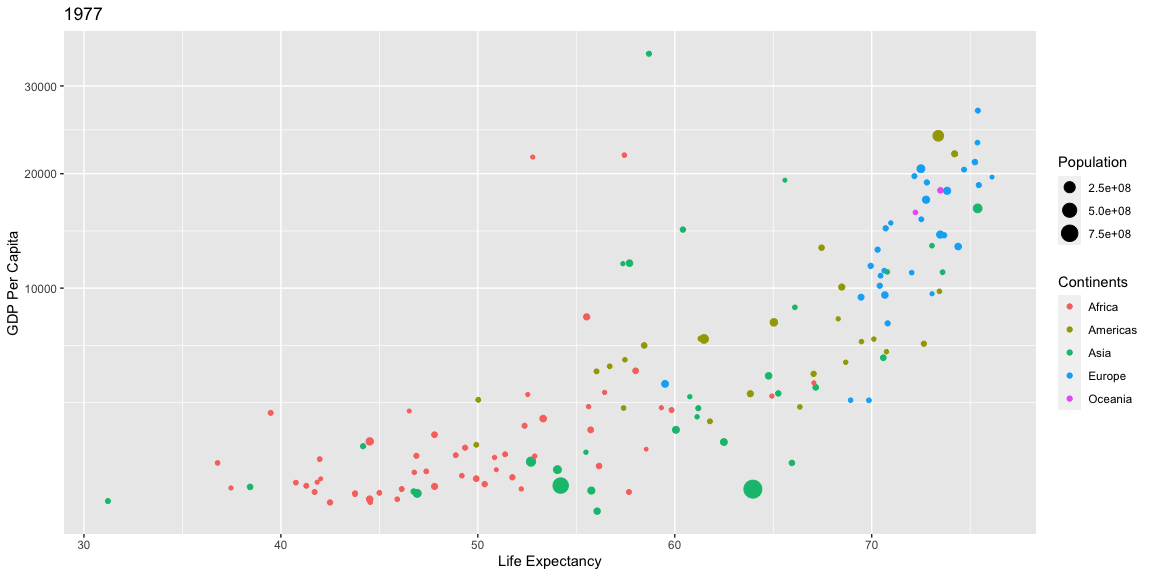 1977
30000
20000
10000
GDP Per Capita
30
40
50
60
70
Life Expectancy
Population
2.5e+08
5.0e+08
7.5e+08
Continents
Africa
Americas
Asia
Europe
Oceania